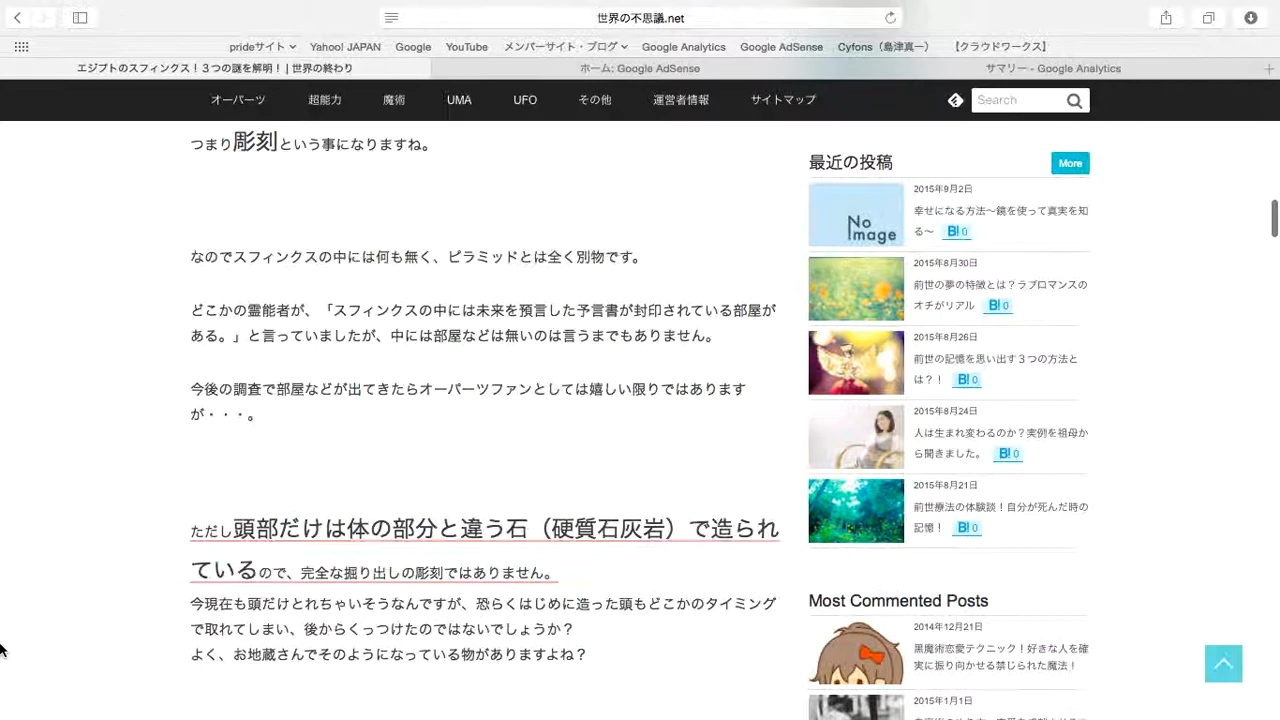 世界の不思議.net
prideサイト
Yahoo! JAPAN
Google
YouTube
メンバーサイト・ブログ
Google Analytics
Google AdSense
Cyfons（島津真一）
【クラウドワークス】
エジプトのスフィンクス！３つの謎を解明！ | 世界の終わり
ホーム: Google AdSense
サマリー - Google Analytics
オーパーツ
超能力
魔術
UMA
UFO
その他
運営者情報
サイトマップ
Search
つまり彫刻という事になりますね。
なのでスフィンクスの中には何も無く、ピラミッドとは全く別物です。
どこかの霊能者が、「スフィンクスの中には未来を預言した予言書が封印されている部屋が
ある。」と言っていましたが、中には部屋などは無いのは言うまでもありません。
今後の調査で部屋などが出てきたらオーパーツファンとしては嬉しい限りではあります
が・・・。
ただし頭部だけは体の部分と違う石（硬質石灰岩）で造られ
ているので、完全な掘り出しの彫刻ではありません。
今現在も頭だけとれちゃいそうなんですが、恐らくはじめに造った頭もどこかのタイミング
で取れてしまい、後からくっつけたのではないでしょうか？
よく、お地蔵さんでそのようになっている物がありますよね？
最近の投稿
More
No Image
2015年9月2日
幸せになる方法〜鏡を使って真実を知
る〜 B! 0
2015年8月30日
前世の夢の特徴とは？ラブロマンスの
オチがリアル B! 0
2015年8月26日
前世の記憶を思い出す３つの方法と
は？！ B! 0
2015年8月24日
人は生まれ変わるのか？実例を祖母か
ら聞きました。 B! 0
2015年8月21日
前世療法の体験談！自分が死んだ時の
記憶！ B! 0
Most Commented Posts
2014年12月21日
黒魔術恋愛テクニック！好きな人を確
実に振り向かせる禁じられた魔法！
2015年1月1日